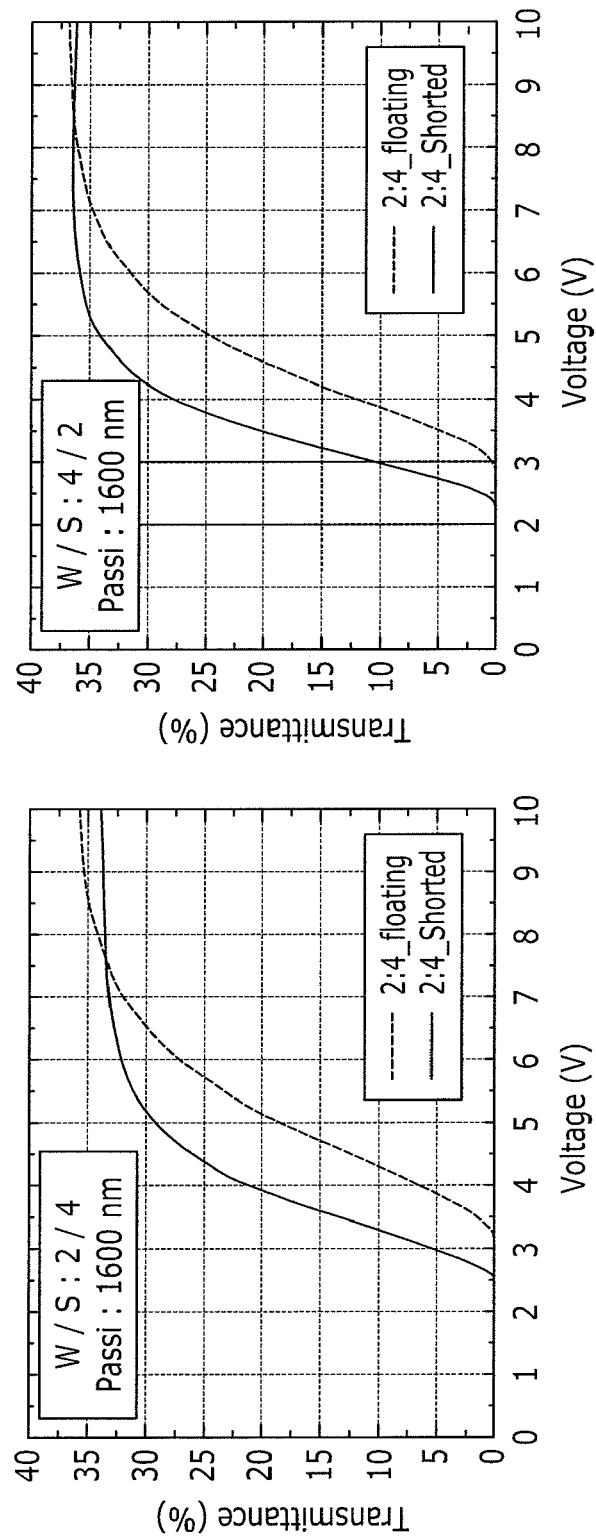 W / S : 2 / 4
Passi : 1600 nm
2:4_floating
2:4_Shorted
Transmittance (%)
40
35
30
25
20
15
10
5
0
0 1 2 3 4 5 6 7 8 9 10
Voltage (V)
W / S : 4 / 2
Passi : 1600 nm
2:4_floating
2:4_Shorted
Transmittance (%)
40
35
30
25
20
15
10
5
0
0 1 2 3 4 5 6 7 8 9 10
Voltage (V)